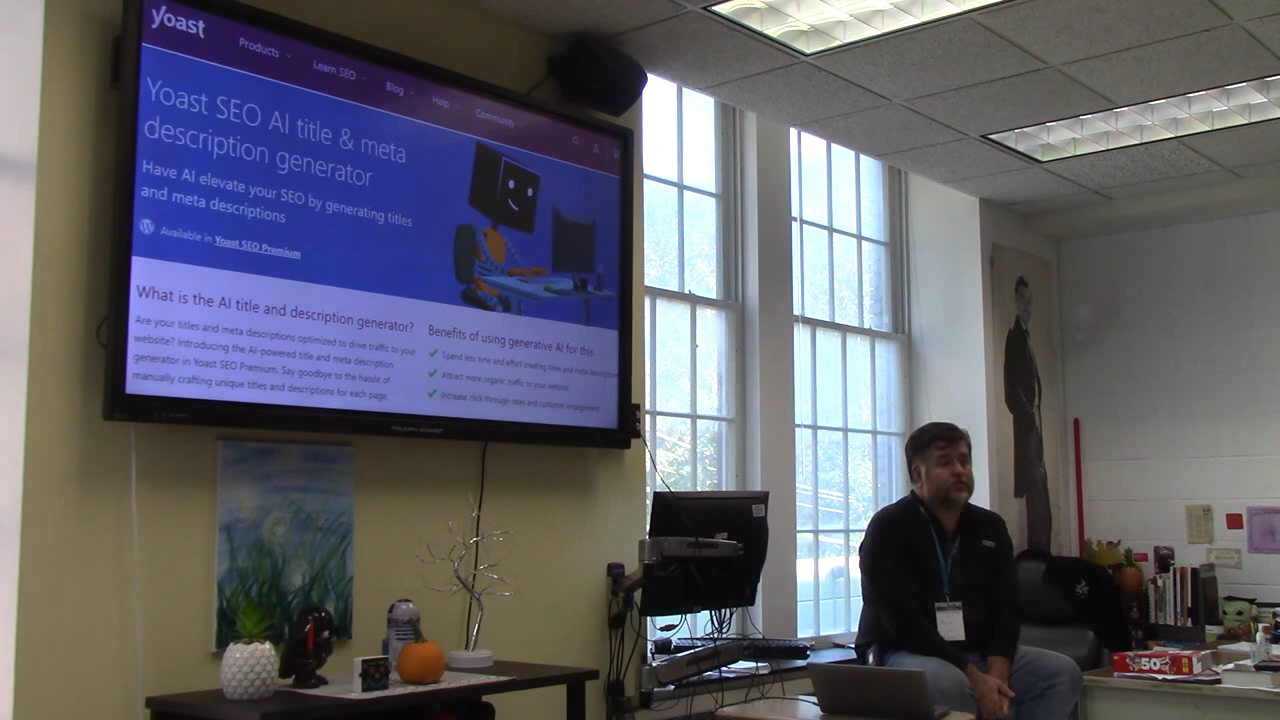 yoast
Products
Learn SEO
Blog
Help
Community
Yoast SEO AI title & meta
description generator
Have AI elevate your SEO by generating titles
and meta descriptions
Available in Yoast SEO Premium
What is the AI title and description generator?
Are your titles and meta descriptions optimized to drive traffic to your
website? Introducing the AI-powered title and meta description
generator in Yoast SEO Premium. Say goodbye to the hassle of
manually crafting unique titles and descriptions for each page.
Benefits of using generative AI for this
Spend less time and effort creating titles and meta descriptions
Attract more organic traffic to your website
Increase click-through rates and customer engagement
50